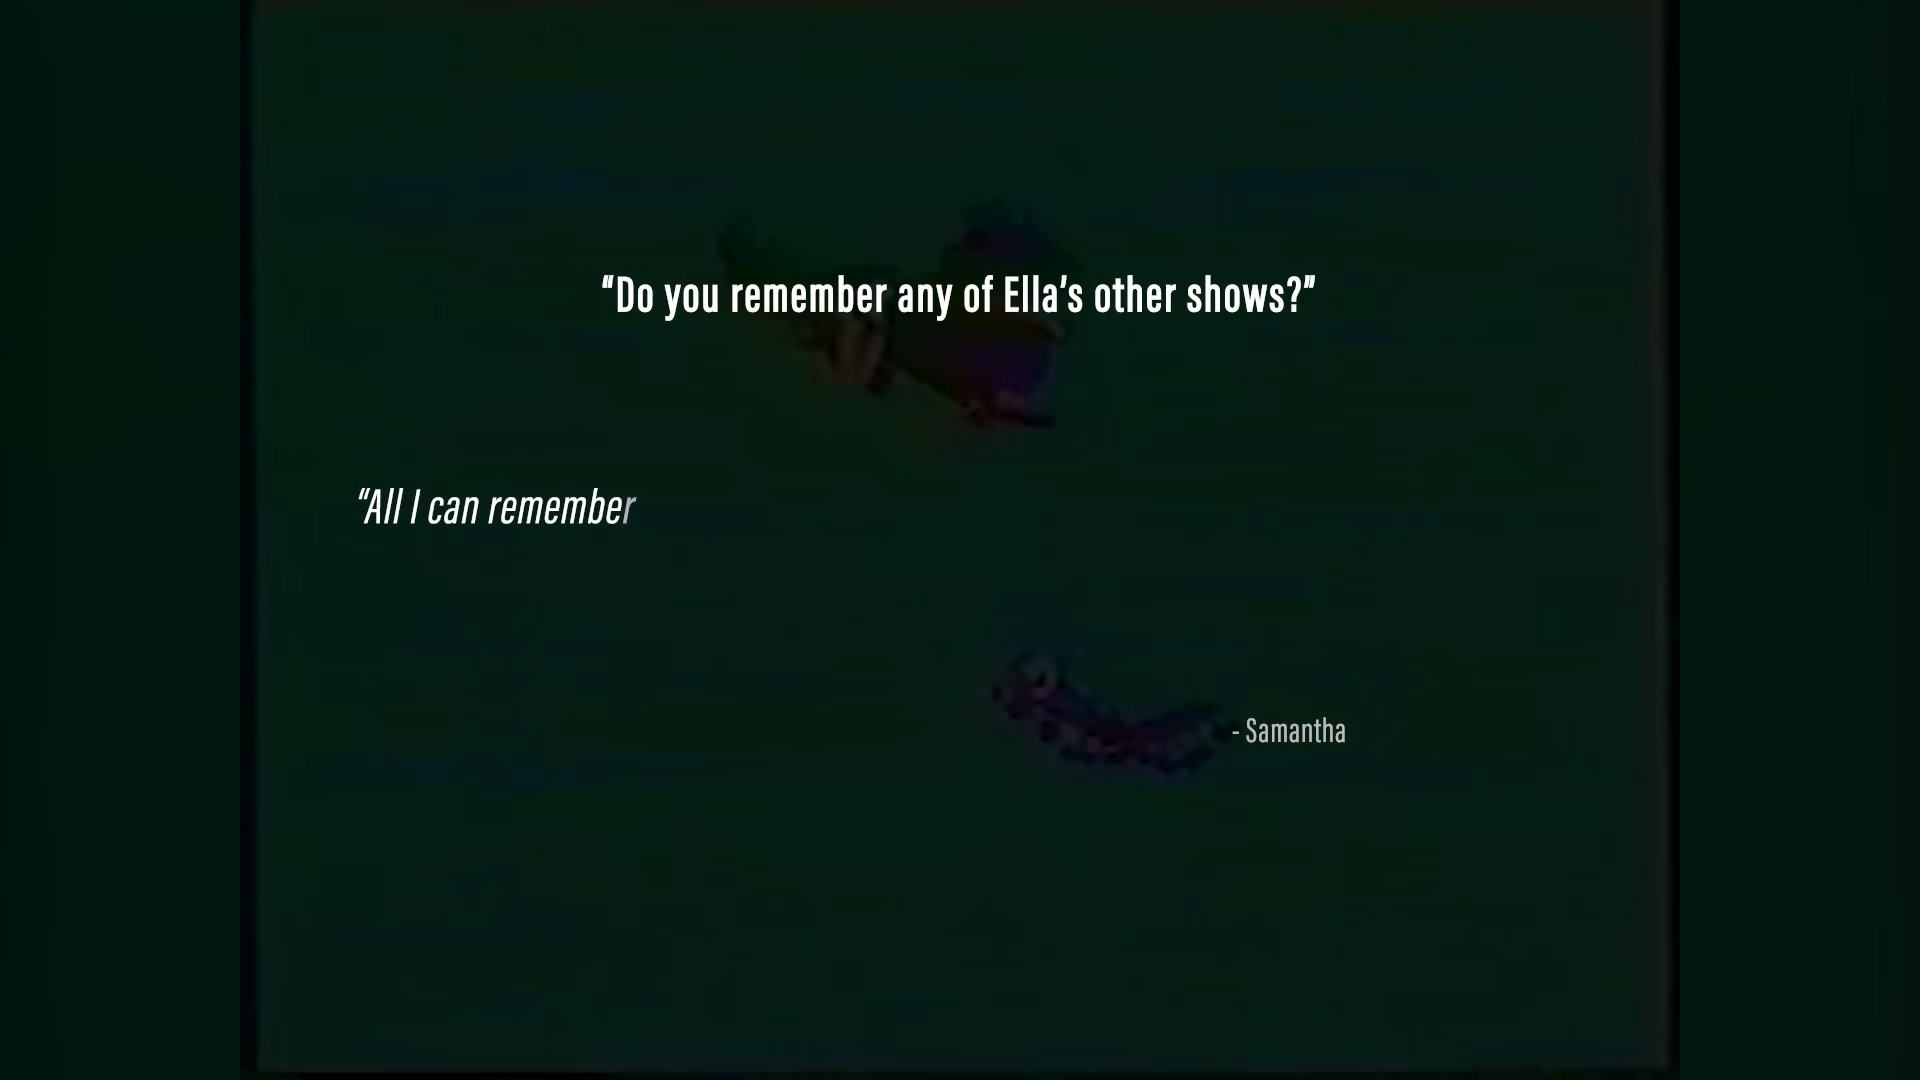 “Do you remember any of Ella’s other shows?”
“All I can remember
- Samantha